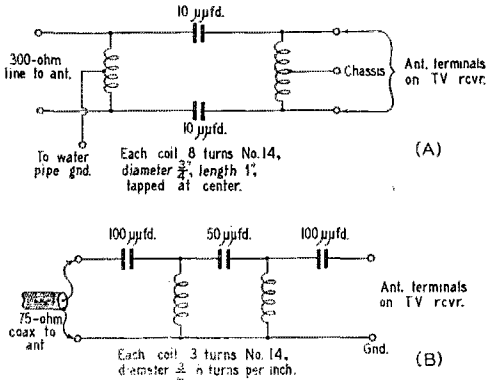 10 µµfd.
300-ohm
line to ant.
Chassis
Ant. terminals
on TV rcvr.
10 µµfd.
To water
pipe gnd.
Each coil 8 turns No.14,
diameter 3/4", length 1",
tapped at center.
(A)
100 µµfd.
50 µµfd.
100 µµfd.
Ant. terminals
on TV rcvr.
75-ohm
coax to
ant
Gnd.
Each coil 3 turns No.14,
diameter 8 turns per inch.
(B)